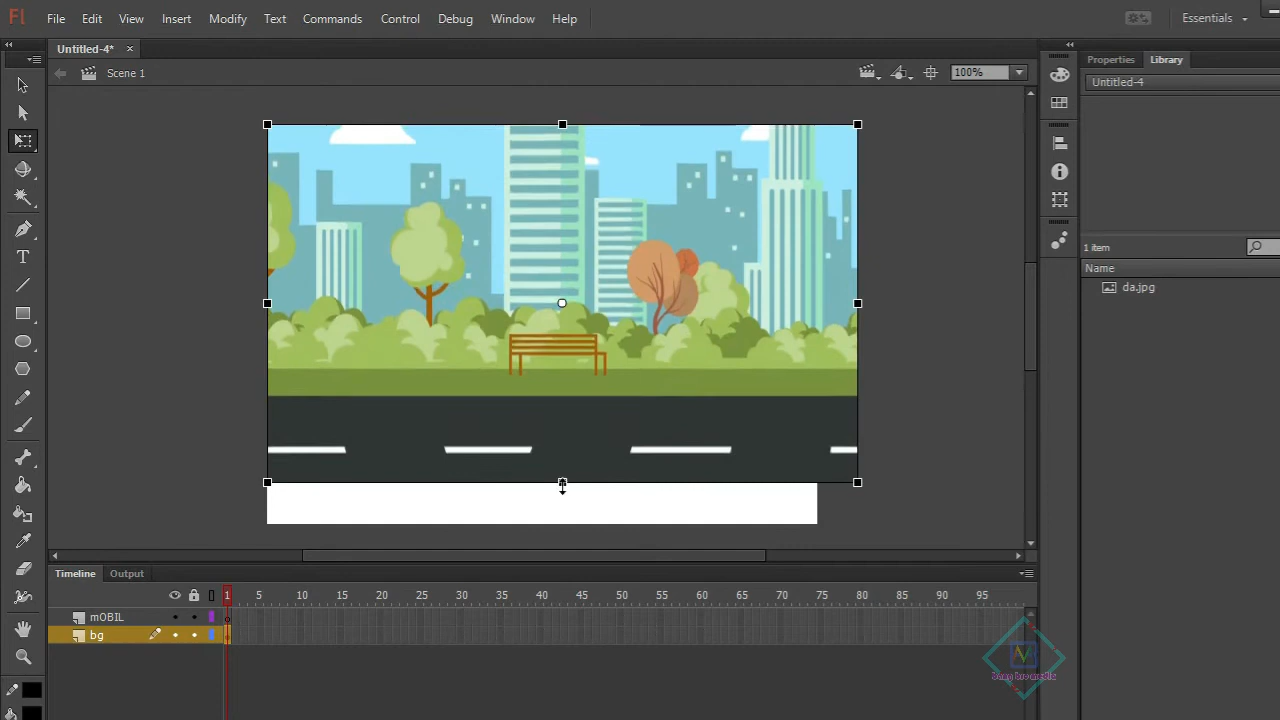 Fl File Edit View Insert Modify Text Commands Control Debug Window Help Essentials
Untitled-4* ×
Scene 1 100%
Properties Library
Untitled-4
1 item
Name
da.jpg
T
Timeline Output
1 5 10 15 20 25 30 35 40 45 50 55 60 65 70 75 80 85 90 95
mOBIL
bg